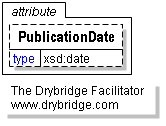 attribute
PublicationDate
type xsd:date
The Drybridge Facilitator
www.drybridge.com